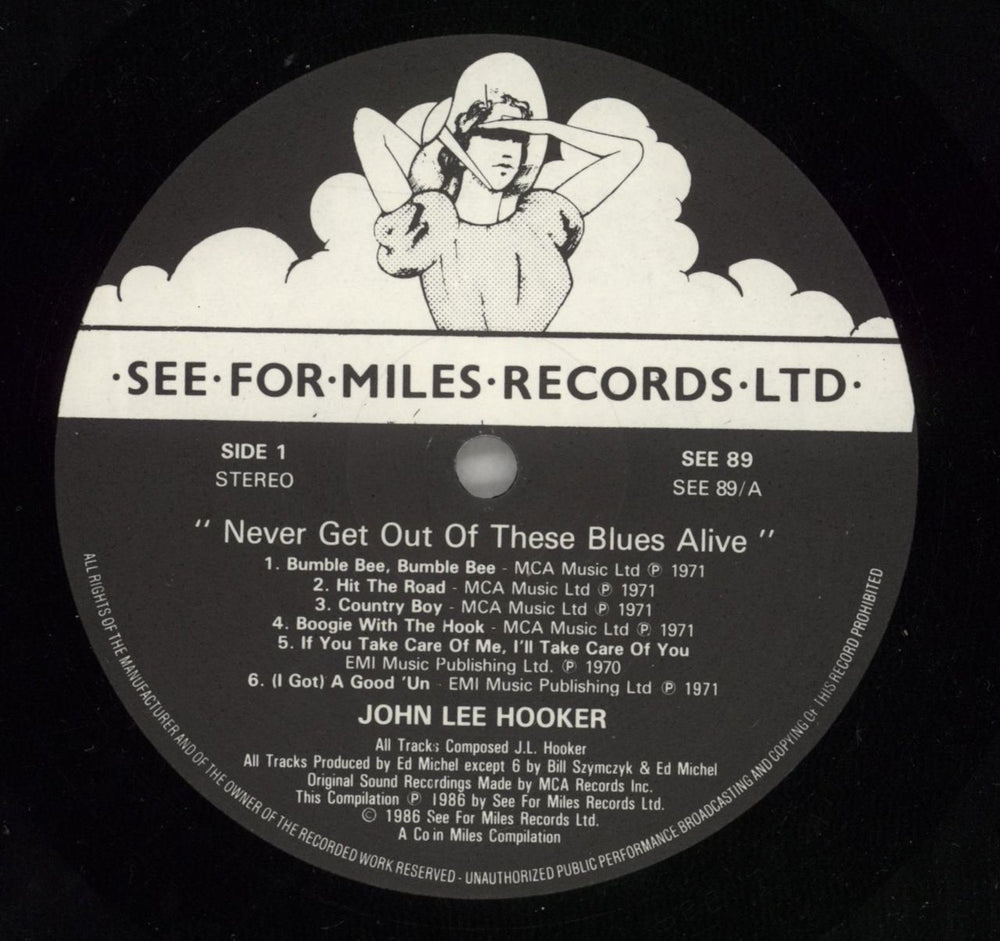 ·SEE·FOR·MILES·RECORDS·LTD·
SIDE 1
STEREO
SEE 89
SEE 89/A
“ Never Get Out Of These Blues Alive ”
1. Bumble Bee, Bumble Bee - MCA Music Ltd ℗ 1971
2. Hit The Road - MCA Music Ltd ℗ 1971
3. Country Boy - MCA Music Ltd ℗ 1971
4. Boogie With The Hook - MCA Music Ltd ℗ 1971
5. If You Take Care Of Me, I'll Take Care Of You
EMI Music Publishing Ltd. ℗ 1970
6. (I Got) A Good 'Un - EMI Music Publishing Ltd ℗ 1971
JOHN LEE HOOKER
All Tracks Composed J.L. Hooker
All Tracks Produced by Ed Michel except 6 by Bill Szymczyk & Ed Michel
Original Sound Recordings Made by MCA Records Inc.
This Compilation ℗ 1986 by See For Miles Records Ltd.
© 1986 See For Miles Records Ltd.
A Co in Miles Compilation
ALL RIGHTS OF THE MANUFACTURER AND OF THE OWNER OF THE RECORDED WORK RESERVED - UNAUTHORIZED PUBLIC PERFORMANCE BROADCASTING AND COPYING OF THIS RECORD PROHIBITED